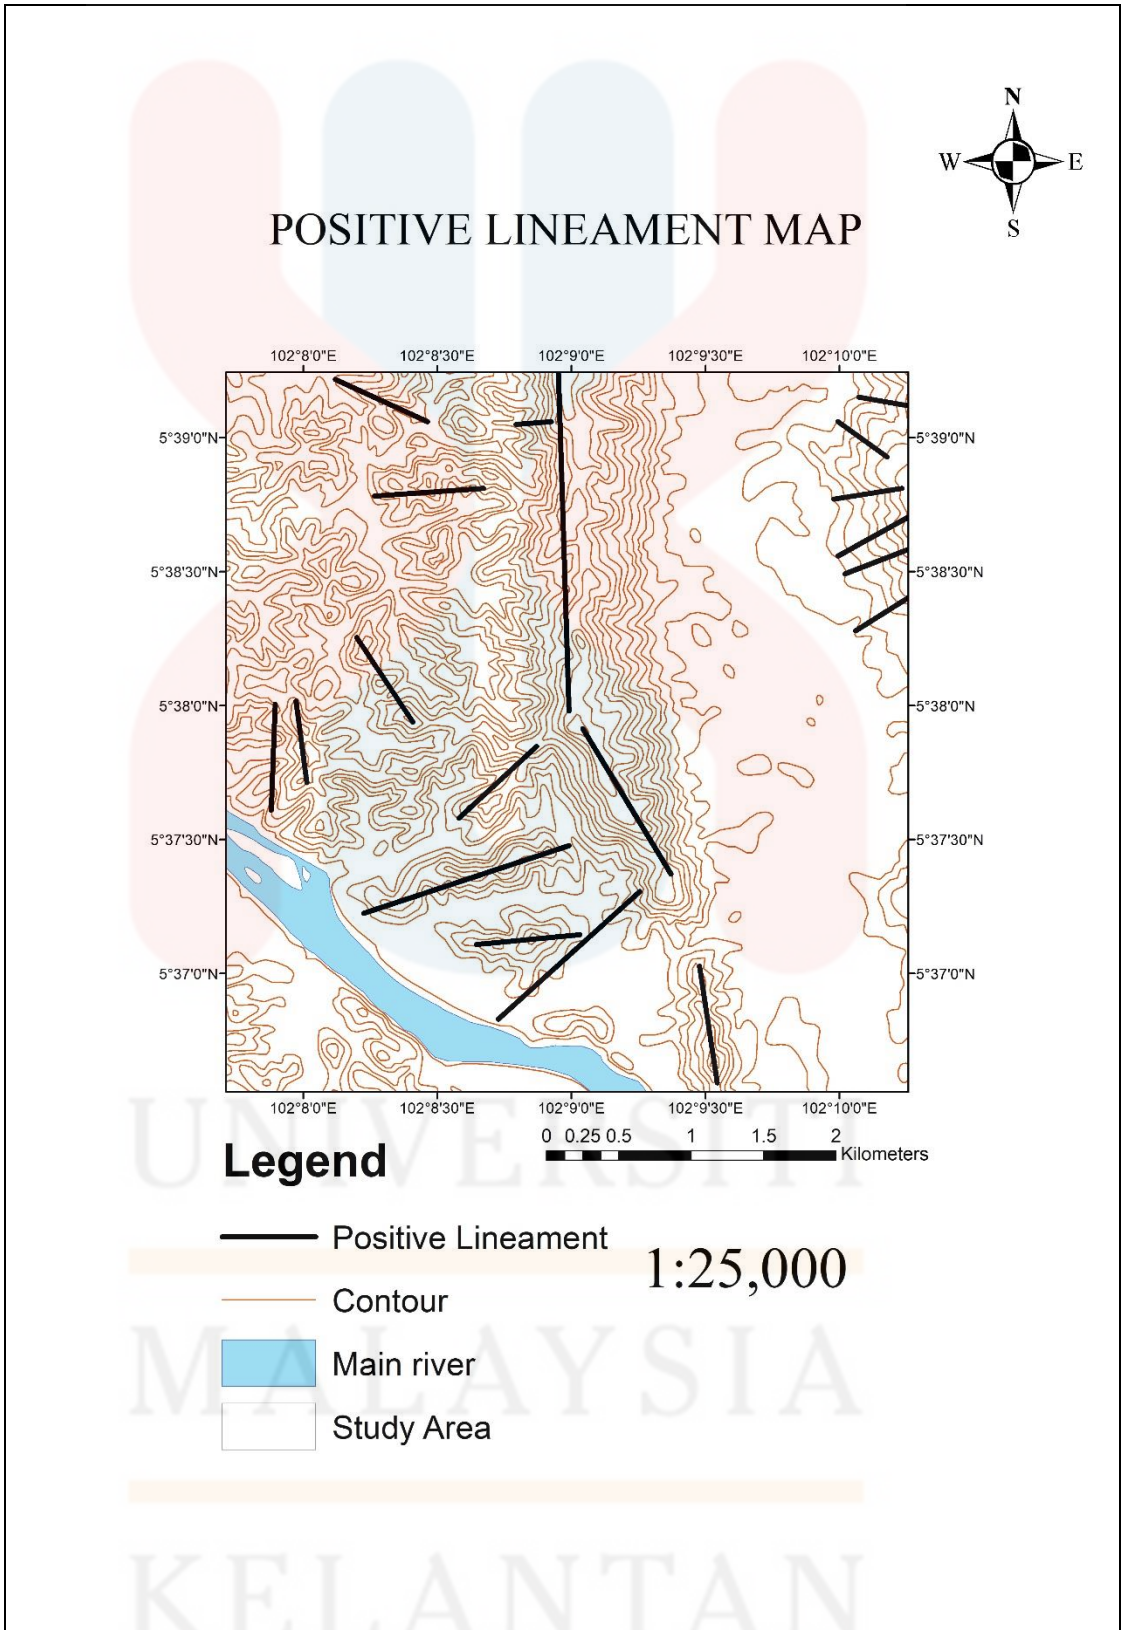 N
W E
S
POSITIVE LINEAMENT MAP
102°8'0"E 102°8'30"E 102°9'0"E 102°9'30"E 102°10'0"E
5°39'0"N 5°39'0"N
5°38'30"N 5°38'30"N
5°38'0"N 5°38'0"N
5°37'30"N 5°37'30"N
5°37'0"N 5°37'0"N
102°8'0"E 102°8'30"E 102°9'0"E 102°9'30"E 102°10'0"E
UNIVERSITI
0 0.25 0.5 1 1.5 2
Kilometers
Legend
Positive Lineament
1:25,000
Contour
MALAYSIA
Main river
Study Area
KELANTAN